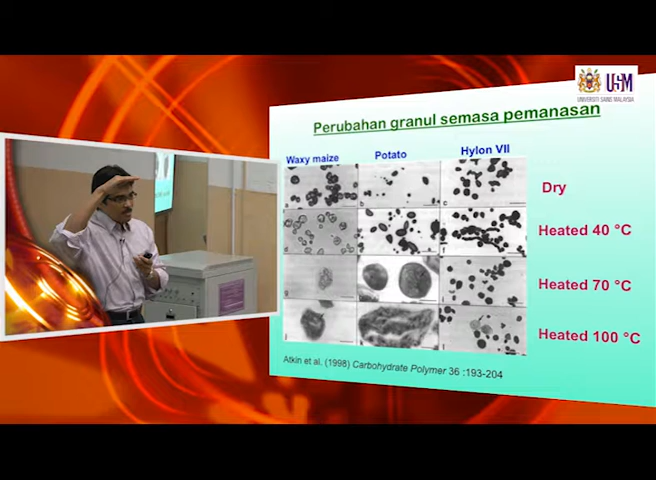 USM
UNIVERSITI SAINS MALAYSIA
Perubahan granul semasa pemanasan
Waxy maize Potato Hylon VII
Dry
Heated 40 °C
Heated 70 °C
Heated 100 °C
Atkin et al, (1998) Carbohydrate Polymer 36 :193-204